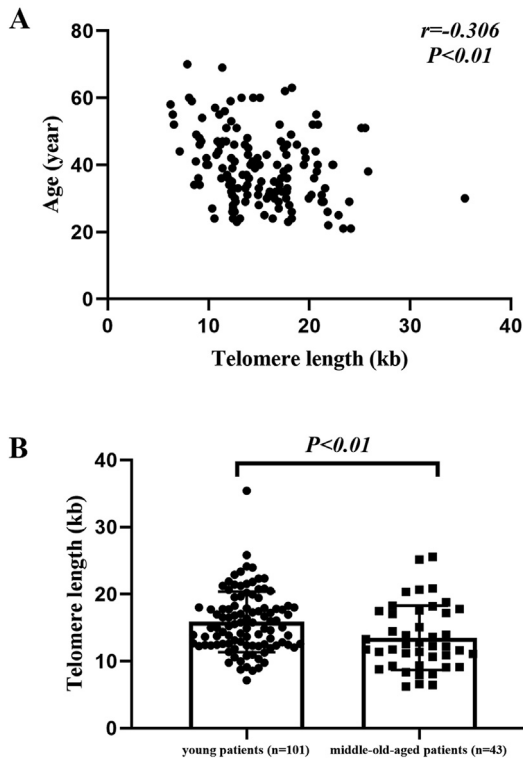 A
r=-0.306
P<0.01
80
60
40
20
0
Age (year)
0 10 20 30 40
Telomere length (kb)
B
P<0.01
40
30
20
10
0
Telomere length (kb)
young patients (n=101) middle-old-aged patients (n=43)